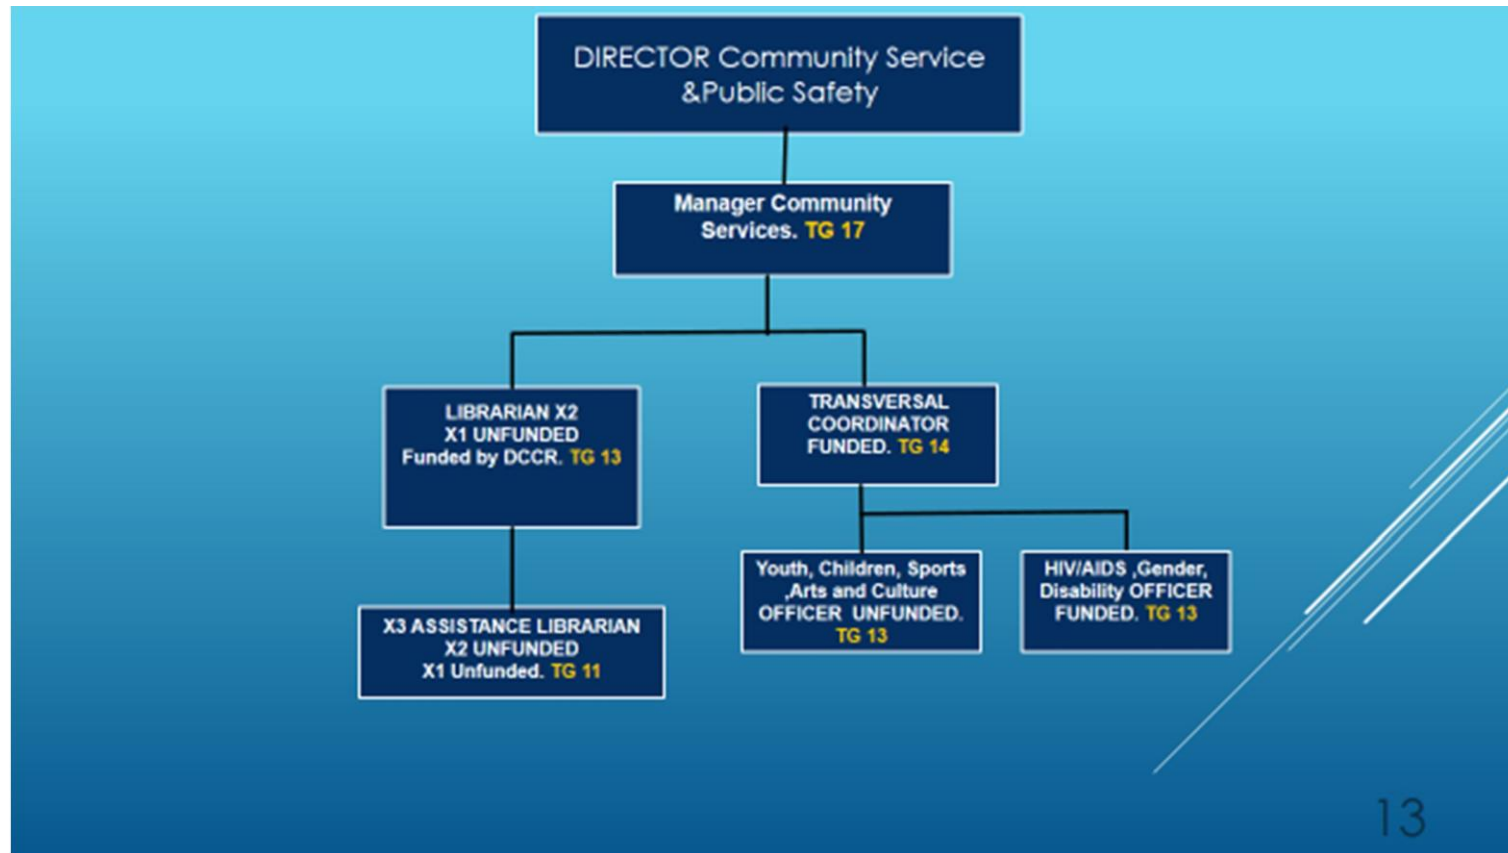 DIRECTOR Community Service
&Public Safety
Manager Community
Services. TG 17
LIBRARIAN X2
X1 UNFUNDED
Funded by DCCR. TG 13
TRANSVERSAL
COORDINATOR
FUNDED. TG 14
X3 ASSISTANCE LIBRARIAN
X2 UNFUNDED
X1 Unfunded. TG 11
Youth, Children, Sports
,Arts and Culture
OFFICER UNFUNDED.
TG 13
HIV/AIDS ,Gender,
Disability OFFICER
FUNDED. TG 13
13